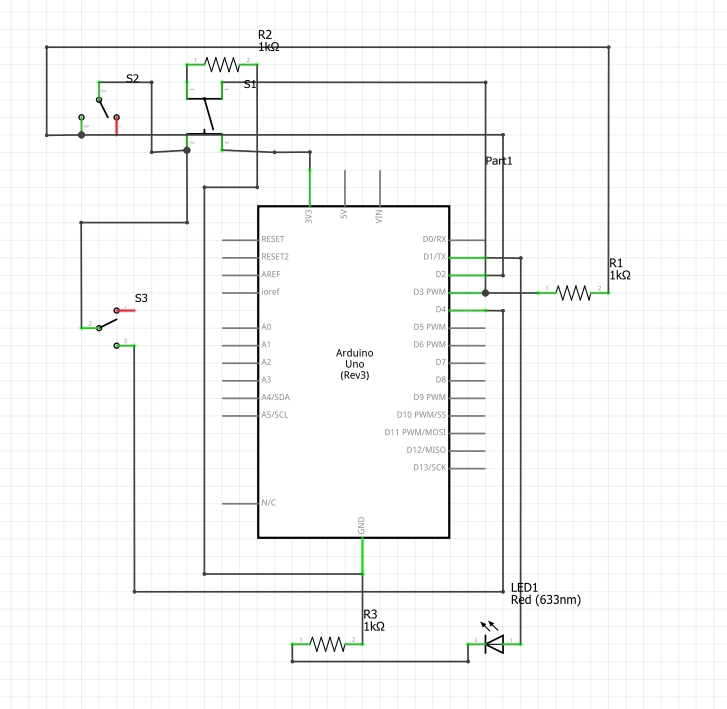 R2
1kΩ
S2
S1
Part1
3V3
5V
VIN
RESET
RESET2
AREF
ioref
A0
A1
A2
A3
A4/SDA
A5/SCL
N/C
D0/RX
D1/TX
D2
D3 PWM
D4
D5 PWM
D6 PWM
D7
D8
D9 PWM
D10 PWM/SS
D11 PWM/MOSI
D12/MISO
D13/SCK
Arduino
Uno
(Rev3)
GND
R1
1kΩ
S3
LED1
Red (633nm)
R3
1kΩ